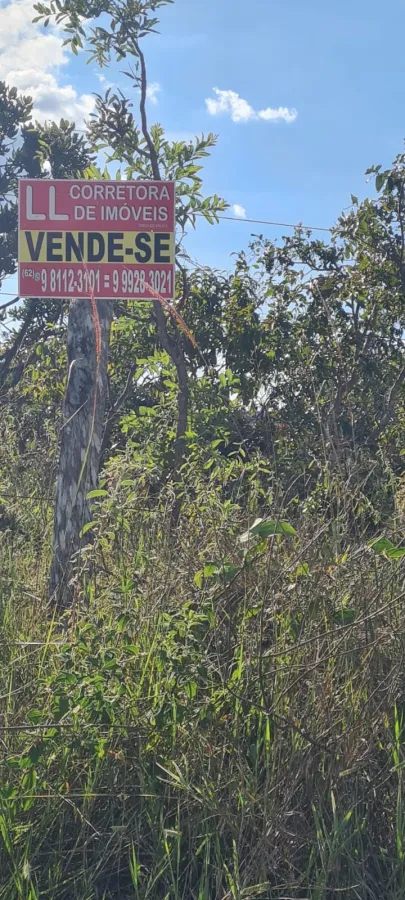 LL CORRETORA
DE IMÓVEIS
VENDE-SE
(62) 9 8112-3101 = 9 9928-3021